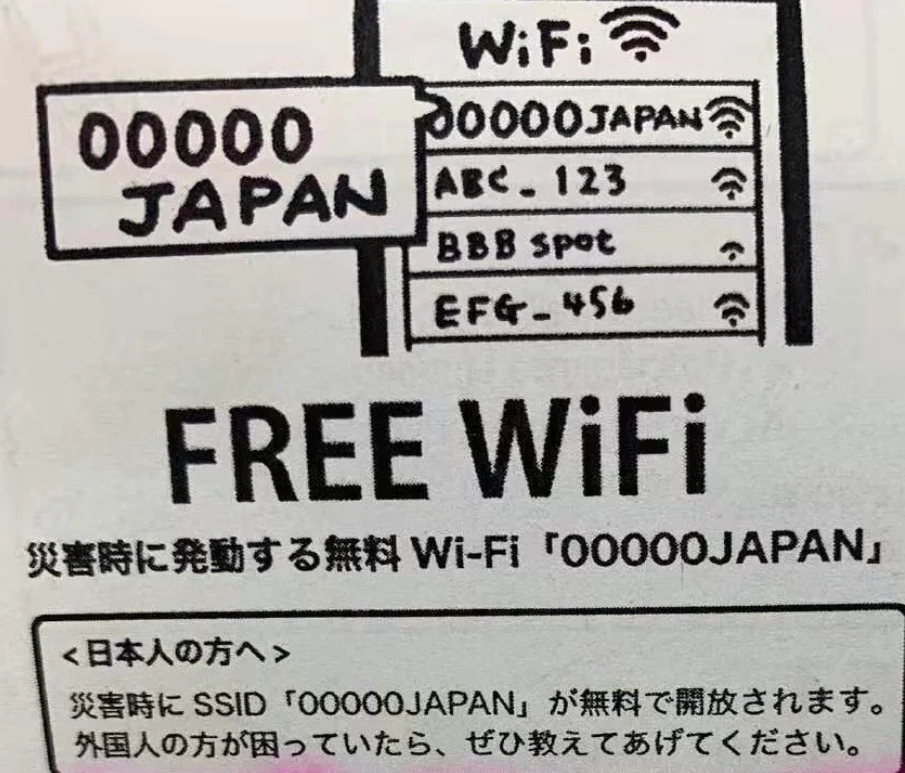 WiFi
00000
JAPAN
00000JAPAN
ABC_123
BBB spot
EFG_456
FREE WiFi
災害時に発動する無料 Wi-Fi「00000JAPAN」
<日本人の方へ>
災害時に SSID「00000JAPAN」が無料で開放されます。
外国人の方が困っていたら、ぜひ教えてあげてください。